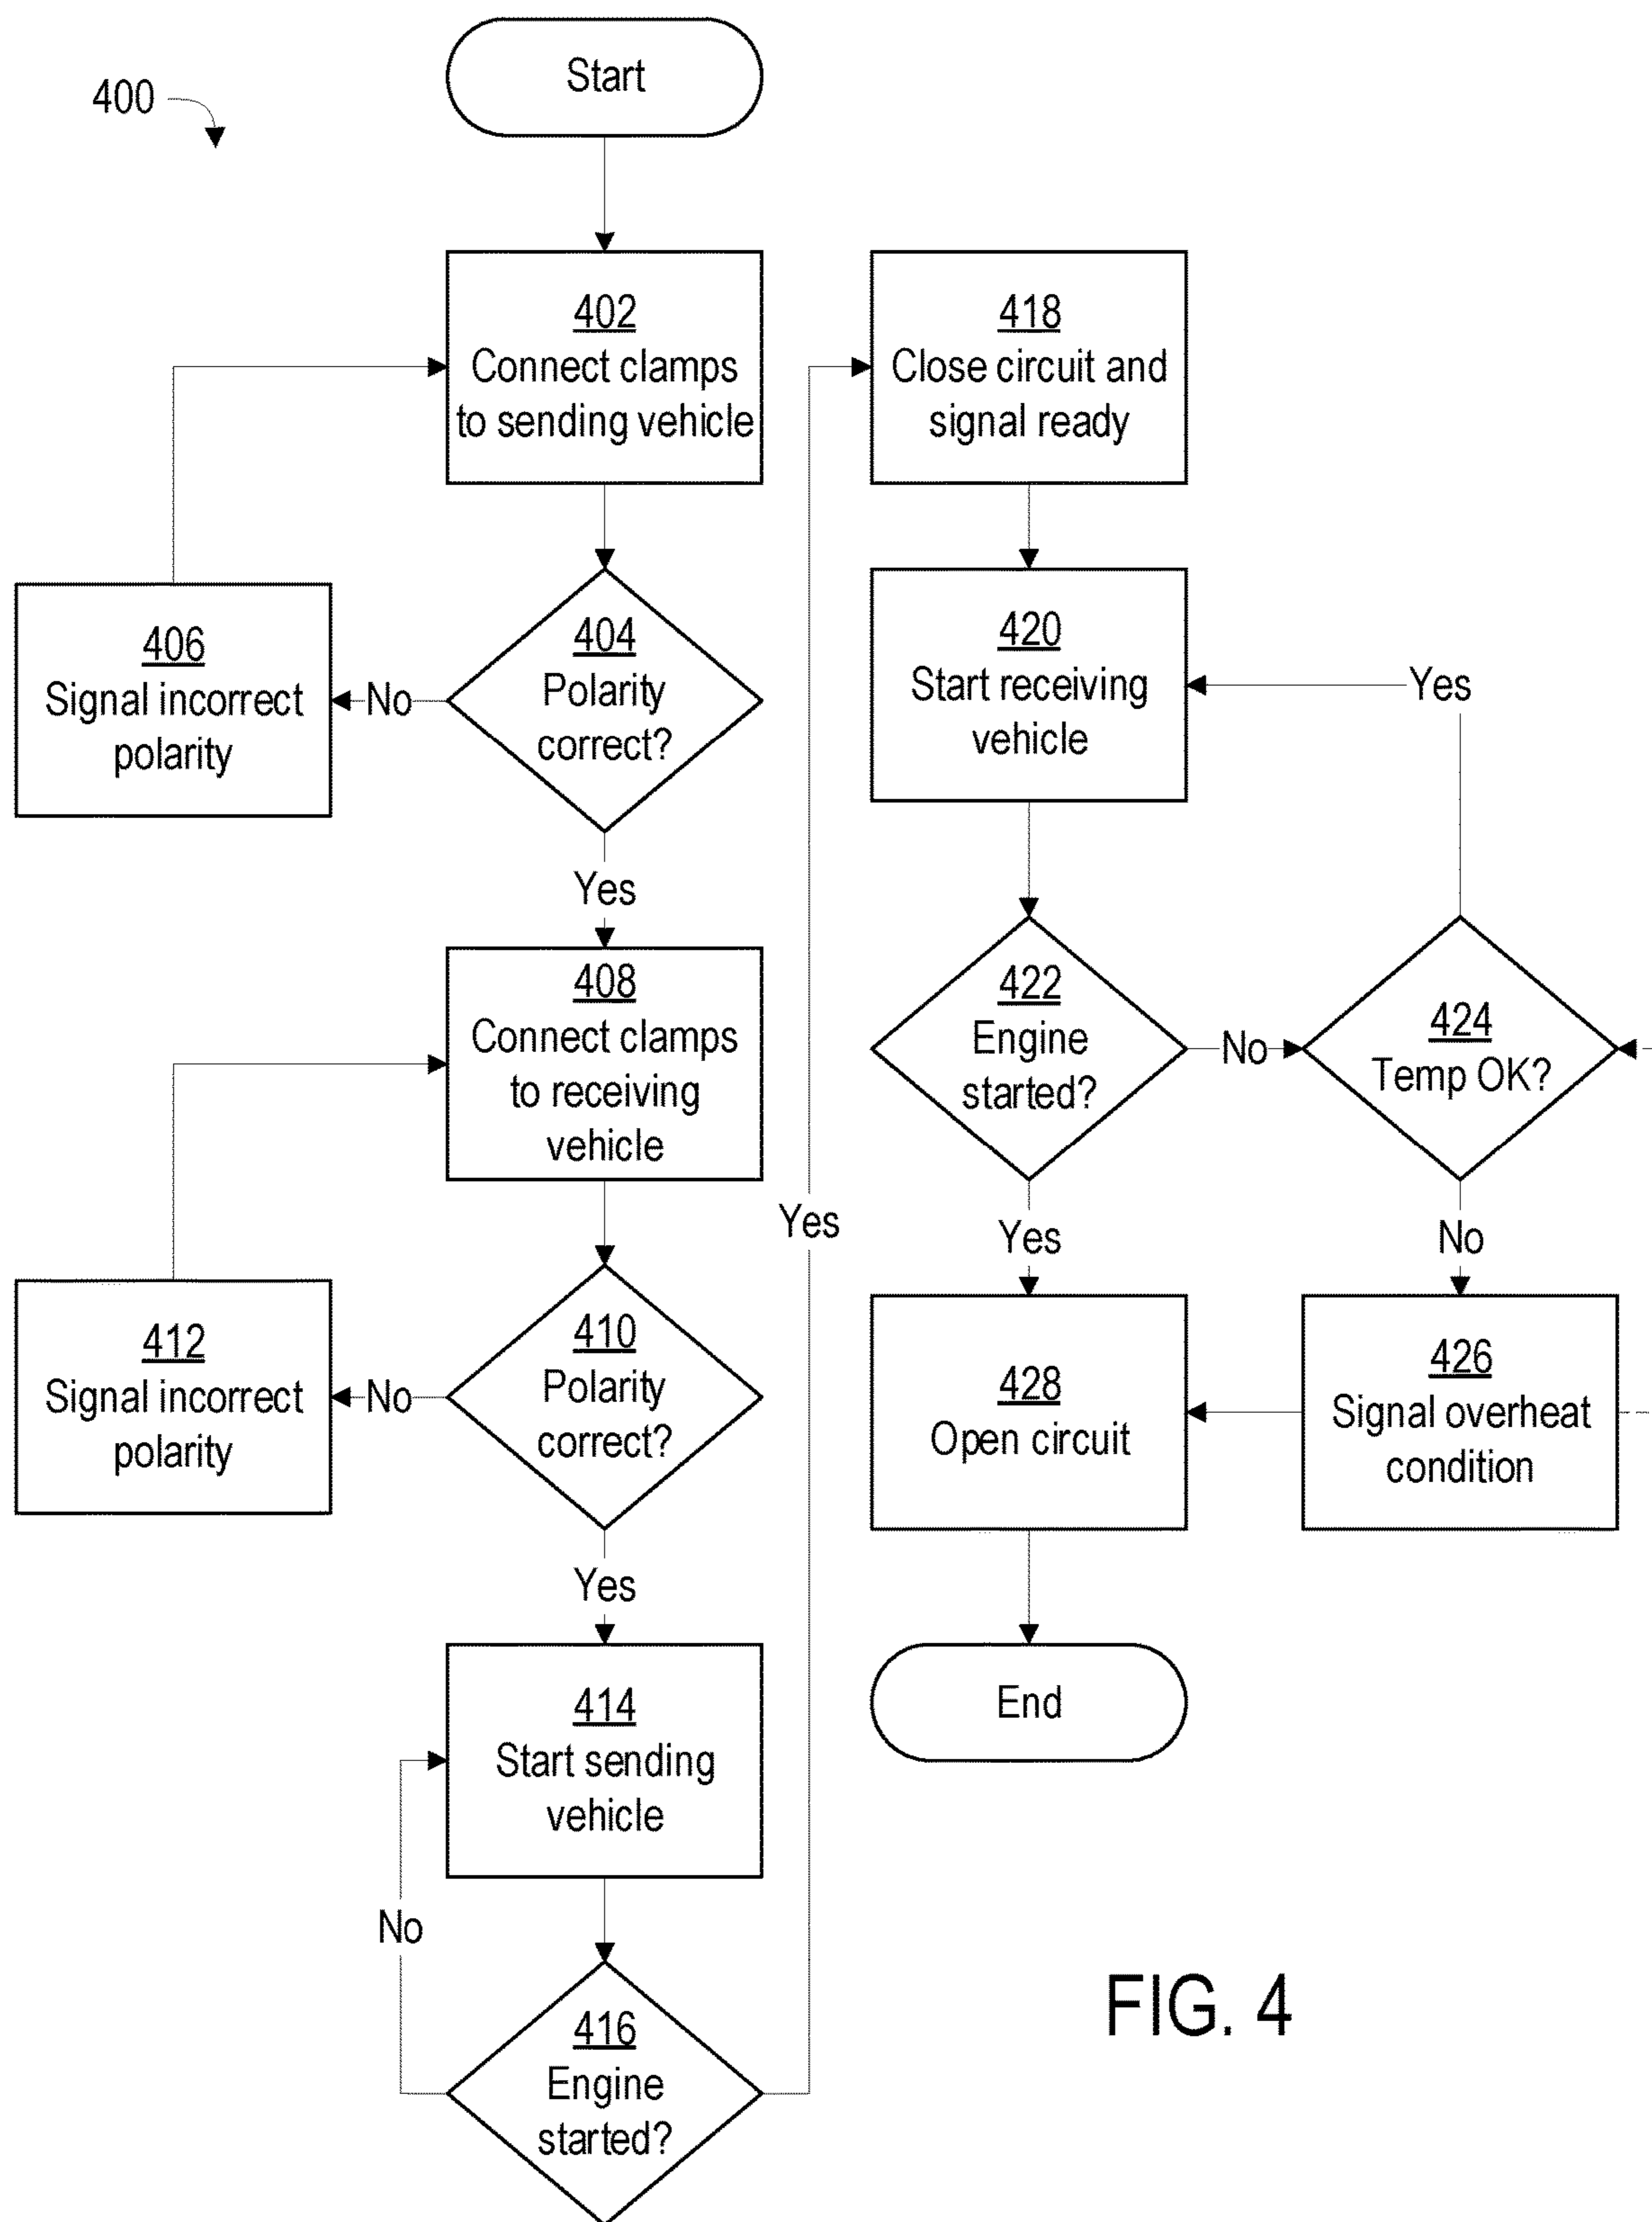 400
Start
402
Connect clamps
to sending vehicle
404
Polarity
correct?
No
406
Signal incorrect
polarity
Yes
408
Connect clamps
to receiving
vehicle
410
Polarity
correct?
No
412
Signal incorrect
polarity
Yes
414
Start sending
vehicle
No
416
Engine
started?
Yes
418
Close circuit and
signal ready
420
Start receiving
vehicle
Yes
422
Engine
started?
No
424
Temp OK?
Yes
No
428
Open circuit
426
Signal overheat
condition
End
FIG. 4